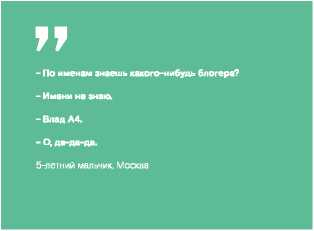 ”
- По именам знаешь какого-нибудь блогера?
- Имени не знаю.
- Влад А4.
- О, да-да-да.
5-летний мальчик, Москва